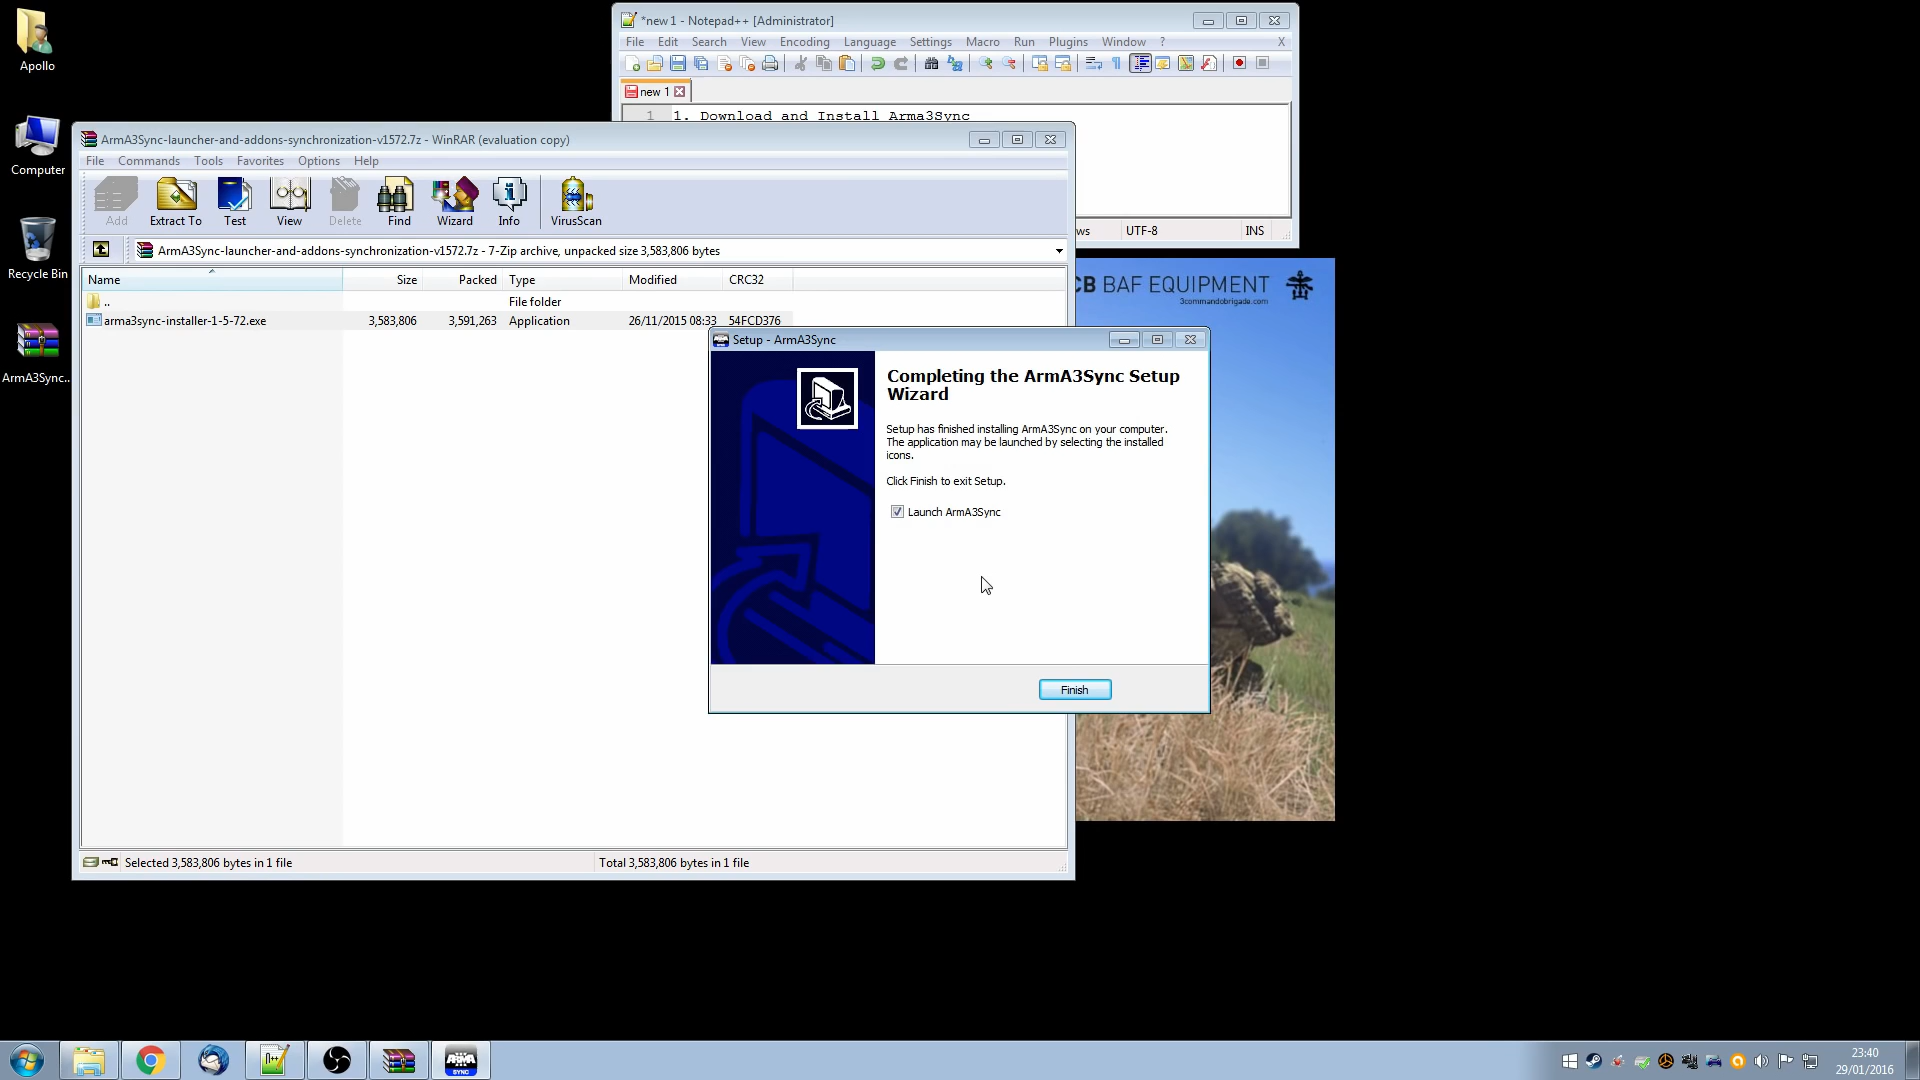 Apollo
Computer
Recycle Bin
ArmA3Sync..
*new 1 - Notepad++ [Administrator]
File Edit Search View Encoding Language Settings Macro Run Plugins Window ? X
new 1
1 1. Download and Install Arma3Sync
UTF-8 INS
ArmA3Sync-launcher-and-addons-synchronization-v1572.7z - WinRAR (evaluation copy)
File Commands Tools Favorites Options Help
Add Extract To Test View Delete Find Wizard Info VirusScan
ArmA3Sync-launcher-and-addons-synchronization-v1572.7z - 7-Zip archive, unpacked size 3,583,806 bytes
Name Size Packed Type Modified CRC32
.. File folder
arma3sync-installer-1-5-72.exe 3,583,806 3,591,263 Application 26/11/2015 08:33 54FCD376
Selected 3,583,806 bytes in 1 file
Total 3,583,806 bytes in 1 file
CB BAF EQUIPMENT
3commandobrigade.com
Setup - ArmA3Sync
Completing the ArmA3Sync Setup
Wizard
Setup has finished installing ArmA3Sync on your computer.
The application may be launched by selecting the installed
icons.
Click Finish to exit Setup.
Launch ArmA3Sync
Finish
ARMA
SYNC
23:40
29/01/2016